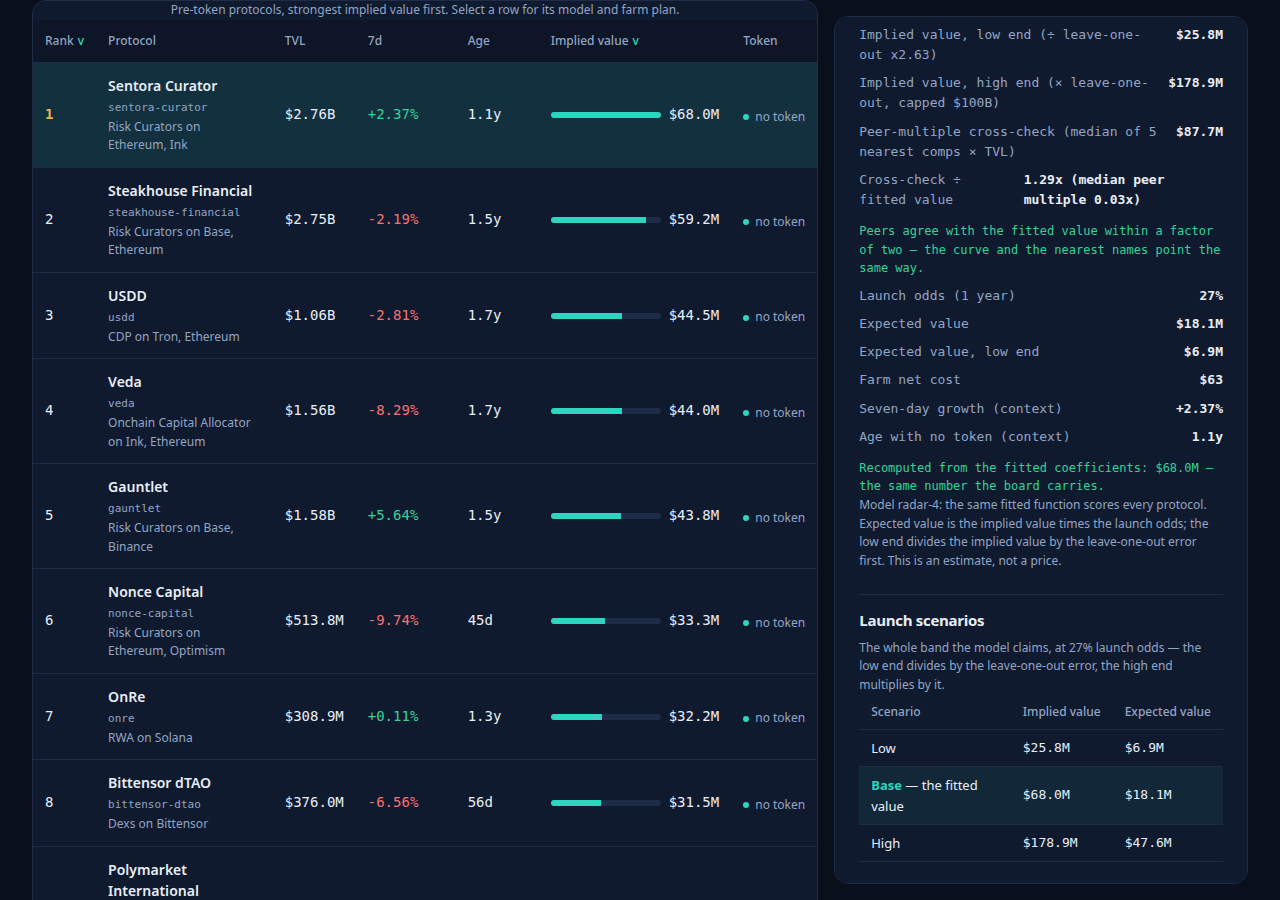 Pre-token protocols, strongest implied value first. Select a row for its model and farm plan.
Rank v Protocol TVL 7d Age Implied value v Token
Sentora Curator
sentora-curator
1 $2.76B +2.37% 1.1y $68.0M no token
Risk Curators on
Ethereum, Ink
Steakhouse Financial
steakhouse-financial
2 $2.75B -2.19% 1.5y $59.2M no token
Risk Curators on Base,
Ethereum
USDD
usdd
3 $1.06B -2.81% 1.7y $44.5M no token
CDP on Tron, Ethereum
Veda
veda
4 $1.56B -8.29% 1.7y $44.0M no token
Onchain Capital Allocator
on Ink, Ethereum
Gauntlet
gauntlet
5 $1.58B +5.64% 1.5y $43.8M no token
Risk Curators on Base,
Binance
Nonce Capital
nonce-capital
6 $513.8M -9.74% 45d $33.3M no token
Risk Curators on
Ethereum, Optimism
OnRe
onre
7 $308.9M +0.11% 1.3y $32.2M no token
RWA on Solana
Bittensor dTAO
bittensor-dtao
8 $376.0M -6.56% 56d $31.5M no token
Dexs on Bittensor
Polymarket
International
Implied value, low end (÷ leave-one- $25.8M
out x2.63)
Implied value, high end (× leave-one- $178.9M
out, capped $100B)
Peer-multiple cross-check (median of 5 $87.7M
nearest comps × TVL)
Cross-check ÷ 1.29x (median peer
fitted value multiple 0.03x)
Peers agree with the fitted value within a factor
of two — the curve and the nearest names point the
same way.
Launch odds (1 year) 27%
Expected value $18.1M
Expected value, low end $6.9M
Farm net cost $63
Seven-day growth (context) +2.37%
Age with no token (context) 1.1y
Recomputed from the fitted coefficients: $68.0M —
the same number the board carries.
Model radar-4: the same fitted function scores every protocol.
Expected value is the implied value times the launch odds; the
low end divides the implied value by the leave-one-out error
first. This is an estimate, not a price.
Launch scenarios
The whole band the model claims, at 27% launch odds — the
low end divides by the leave-one-out error, the high end
multiplies by it.
Scenario Implied value Expected value
Low $25.8M $6.9M
Base — the fitted
value $68.0M $18.1M
High $178.9M $47.6M